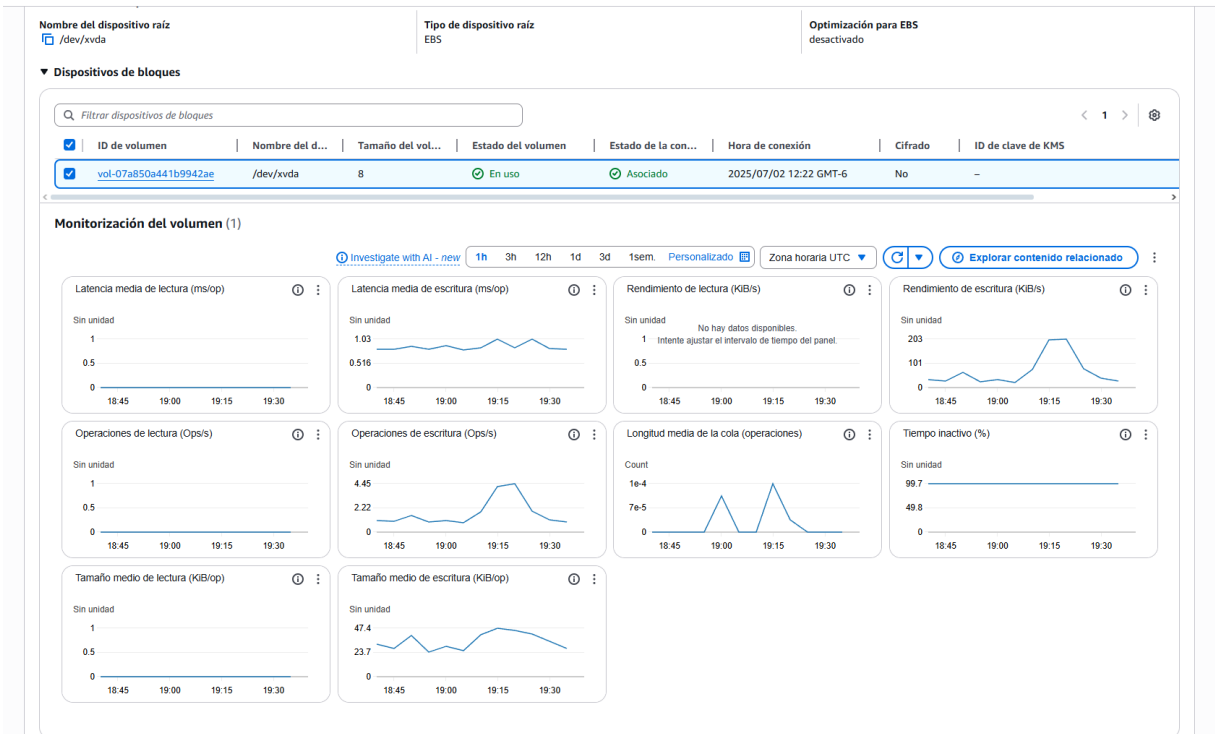 Nombre del dispositivo raíz
/dev/xvda
Tipo de dispositivo raíz
EBS
Optimización para EBS
desactivado
Dispositivos de bloques
Filtrar dispositivos de bloques
1
ID de volumen Nombre del d... Tamaño del vol... Estado del volumen Estado de la con... Hora de conexión Cifrado ID de clave de KMS
vol-07a850a441b9942ae /dev/xvda 8 En uso Asociado 2025/07/02 12:22 GMT-6 No –
Monitorización del volumen (1)
Investigate with AI - new 1h 3h 12h 1d 3d 1sem. Personalizado Zona horaria UTC Explorar contenido relacionado
Latencia media de lectura (ms/op)
Sin unidad
1
0.5
0
18:45 19:00 19:15 19:30
Latencia media de escritura (ms/op)
Sin unidad
1.03
0.516
0
18:45 19:00 19:15 19:30
Rendimiento de lectura (KiB/s)
Sin unidad
No hay datos disponibles.
Intente ajustar el intervalo de tiempo del panel.
1
0.5
0
18:45 19:00 19:15 19:30
Rendimiento de escritura (KiB/s)
Sin unidad
203
101
0
18:45 19:00 19:15 19:30
Operaciones de lectura (Ops/s)
Sin unidad
1
0.5
0
18:45 19:00 19:15 19:30
Operaciones de escritura (Ops/s)
Sin unidad
4.45
2.22
0
18:45 19:00 19:15 19:30
Longitud media de la cola (operaciones)
Count
1e-4
7e-5
0
18:45 19:00 19:15 19:30
Tiempo inactivo (%)
Sin unidad
99.7
49.8
0
18:45 19:00 19:15 19:30
Tamaño medio de lectura (KiB/op)
Sin unidad
1
0.5
0
18:45 19:00 19:15 19:30
Tamaño medio de escritura (KiB/op)
Sin unidad
47.4
23.7
0
18:45 19:00 19:15 19:30